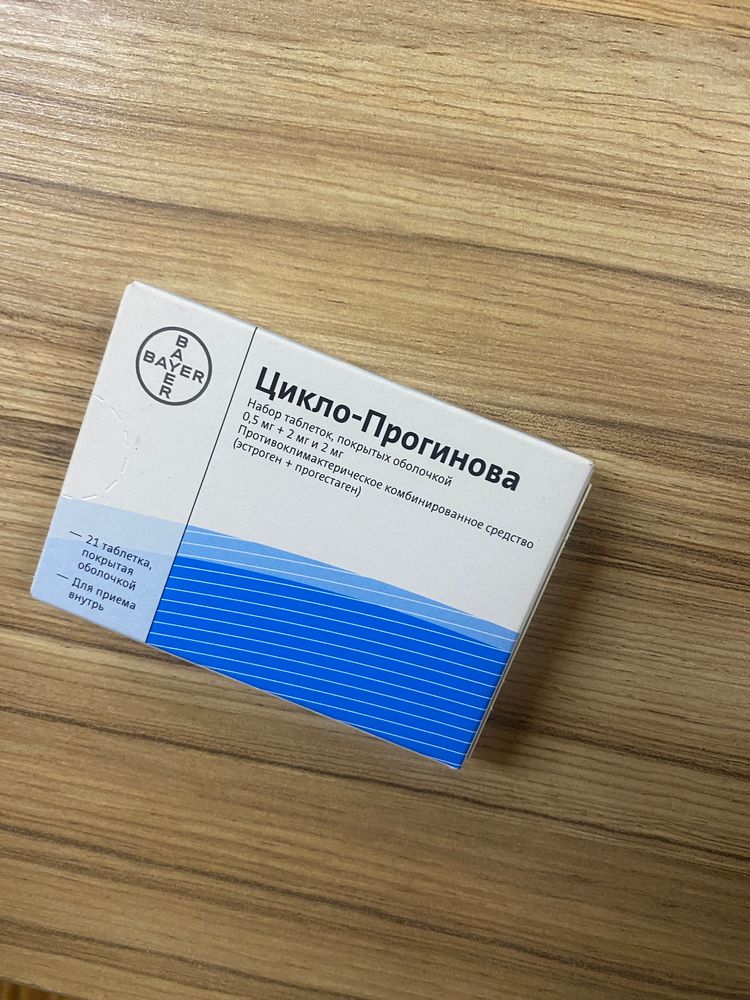 BAYER
BAYER
Цикло-Прогинова
Набор таблеток, покрытых оболочкой
0,5 мг + 2 мг и 2 мг
Противоклимактерическое комбинированное средство
(эстроген + прогестаген)
— 21 таблетка,
покрытая
оболочкой
— Для приема
внутрь